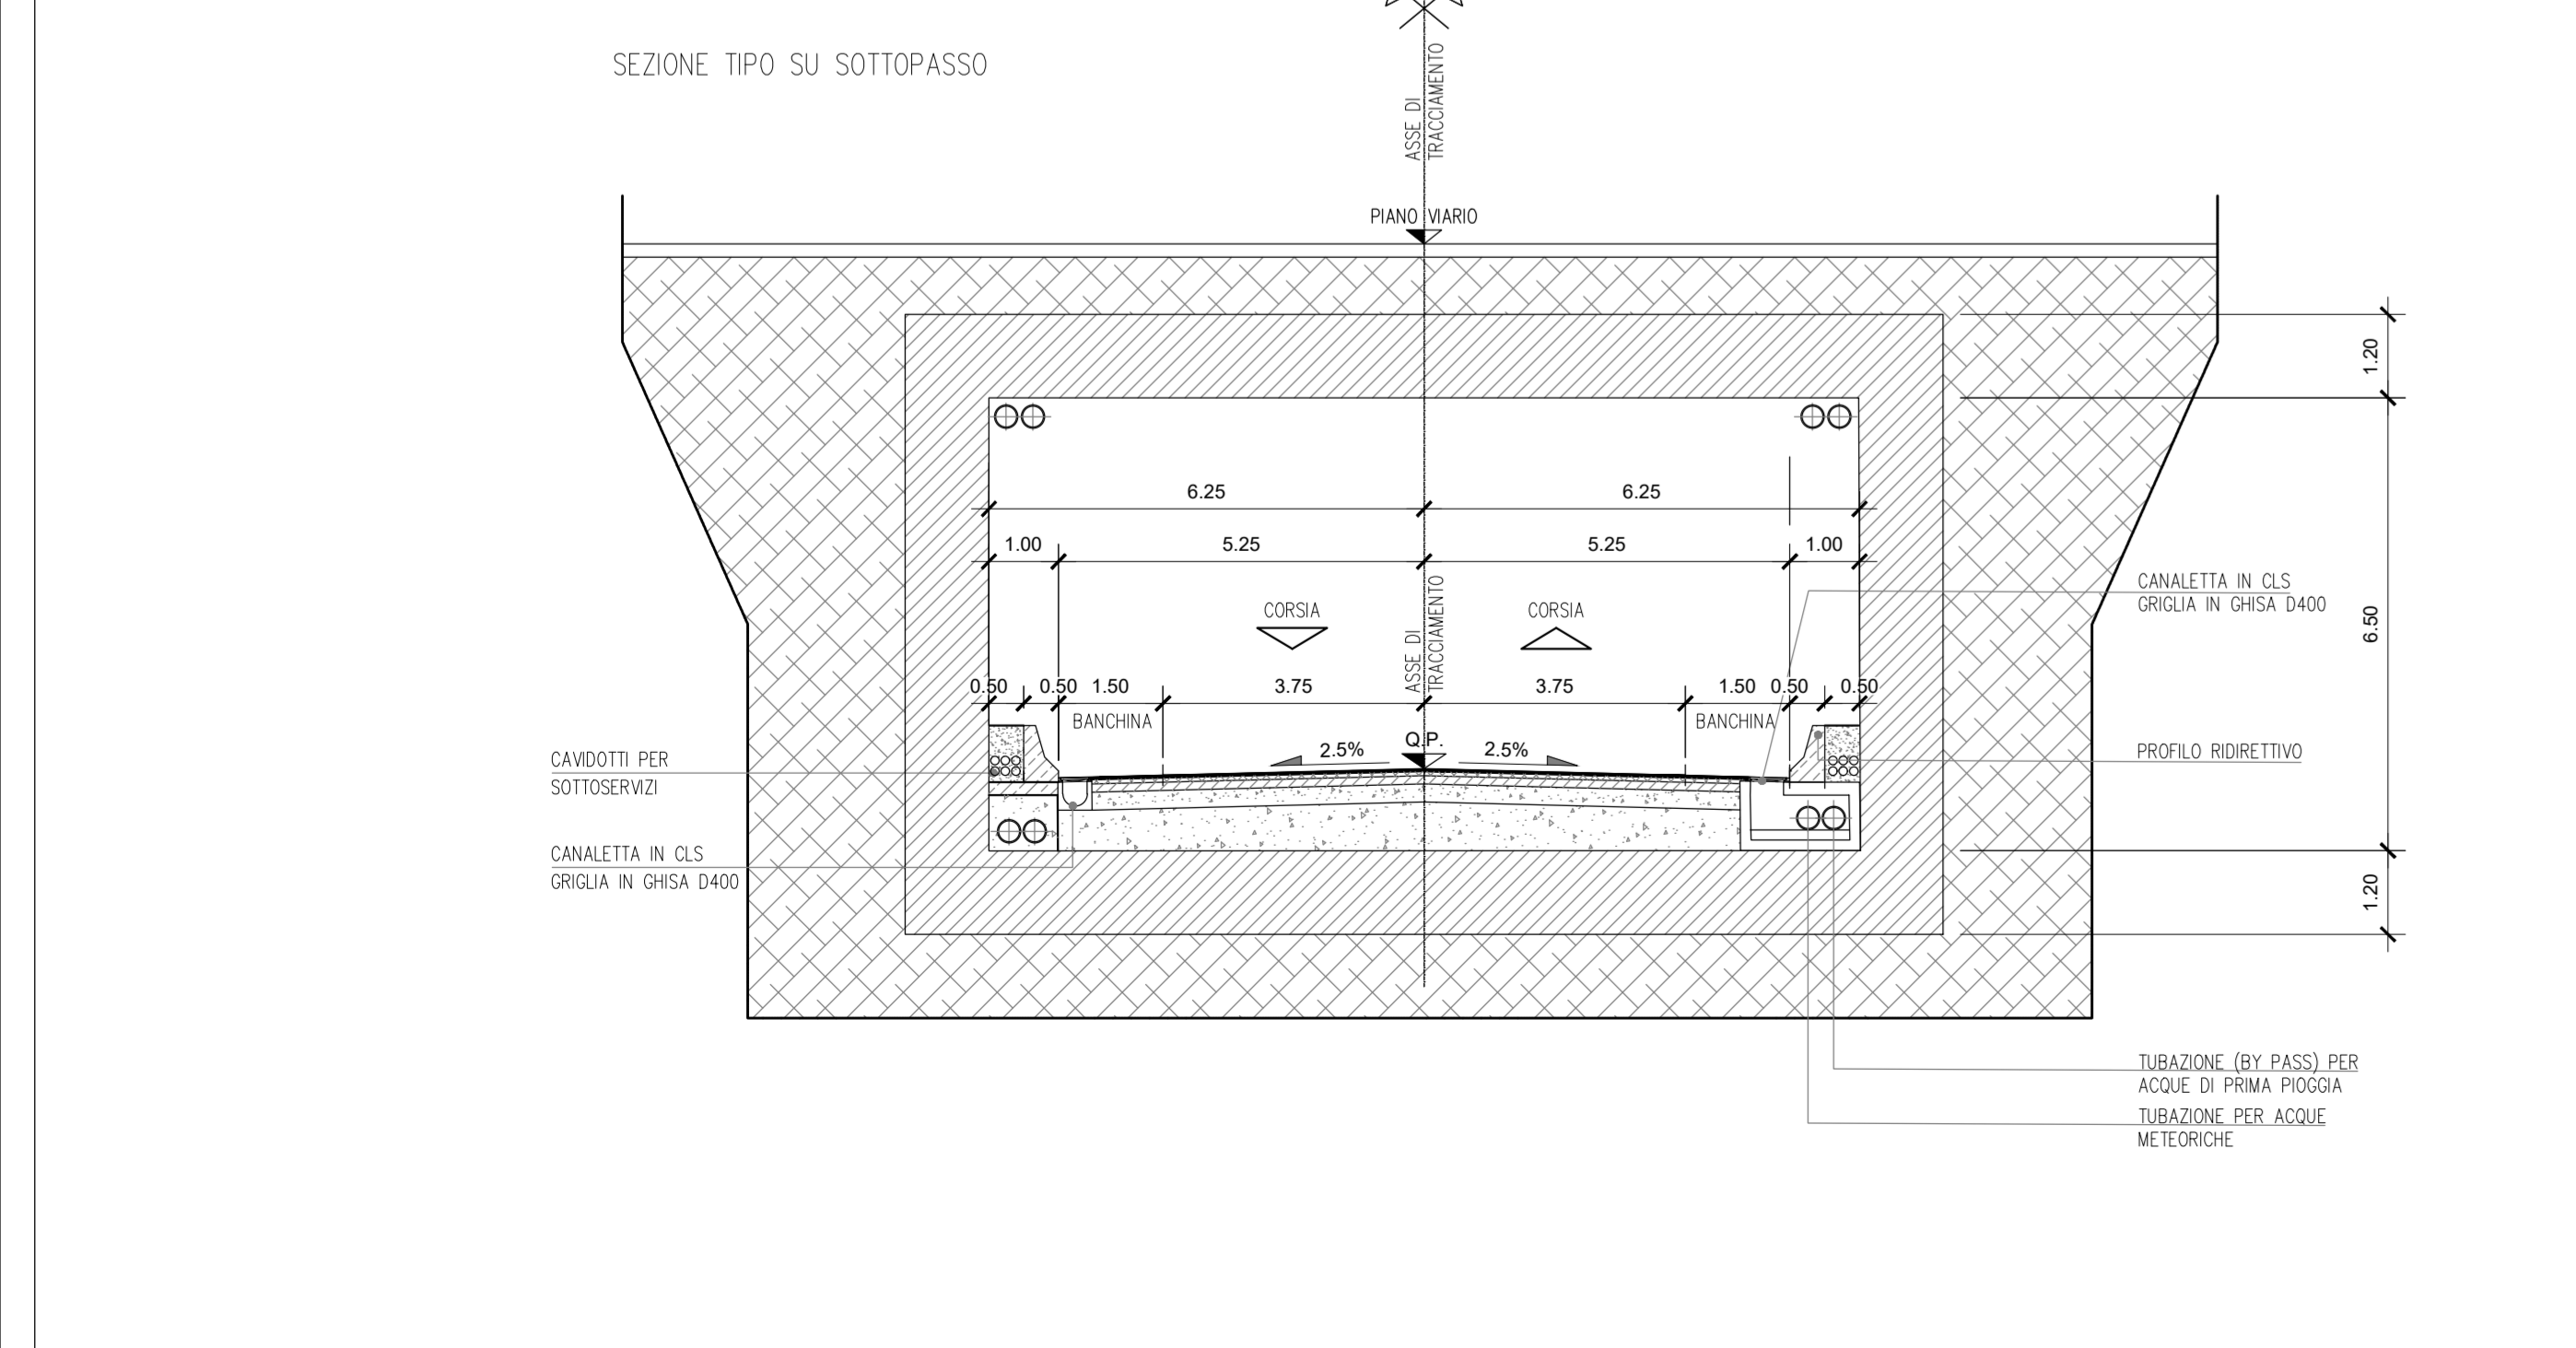 SEZIONE TIPO SU SOTTOPASSO
ASSE DI
TRACCIAMENTO
PIANO VIARIO
1.20
6.25 6.25
1.00 5.25 5.25 1.00
ASSE DI
TRACCIAMENTO
CORSIA CORSIA
CANALETTA IN CLS
GRIGLIA IN GHISA D400
6.50
0.50 0.50 1.50 3.75 3.75 1.50 0.50 0.50
BANCHINA BANCHINA
2.5% Q.P. 2.5%
PROFILO RIDIRETTIVO
CAVIDOTTI PER
SOTTOSERVIZI
CANALETTA IN CLS
GRIGLIA IN GHISA D400
1.20
TUBAZIONE (BY PASS) PER
ACQUE DI PRIMA PIOGGIA
TUBAZIONE PER ACQUE
METEORICHE